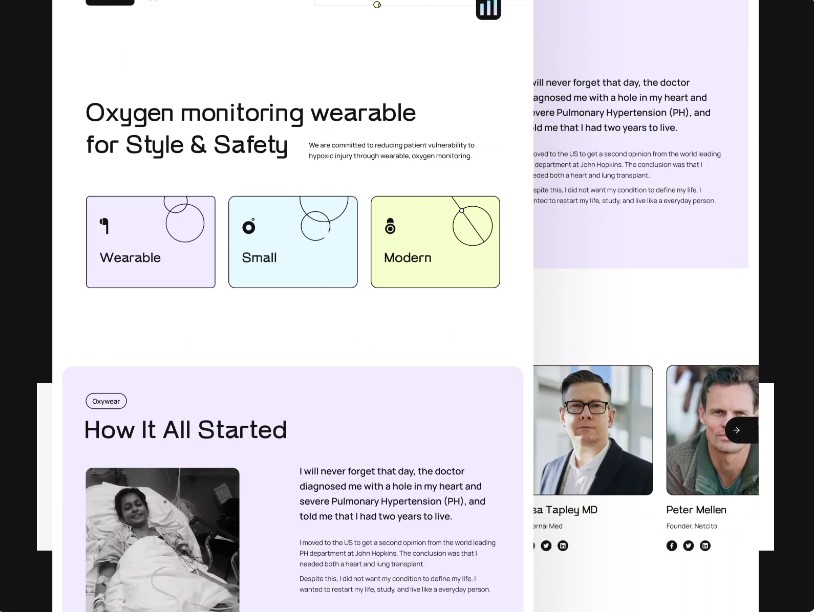 Oxygen monitoring wearable
for Style & Safety
We are committed to reducing patient vulnerability to
hypoxic injury through wearable, oxygen monitoring.
Wearable
Small
Modern
Oxywear
How It All Started
I will never forget that day, the doctor
diagnosed me with a hole in my heart and
severe Pulmonary Hypertension (PH), and
told me that I had two years to live.
I moved to the US to get a second opinion from the world leading
PH department at John Hopkins. The conclusion was that I
needed both a heart and lung transplant.
Despite this, I did not want my condition to define my life. I
wanted to restart my life, study, and live like a everyday person.
will never forget that day, the doctor
agnosed me with a hole in my heart and
evere Pulmonary Hypertension (PH), and
old me that I had two years to live.
oved to the US to get a second opinion from the world leading
department at John Hopkins. The conclusion was that I
eeded both a heart and lung transplant.
espite this, I did not want my condition to define my life. I
nted to restart my life, study, and live like a everyday person.
sa Tapley MD
ernal Med
Peter Mellen
Founder, Netcito